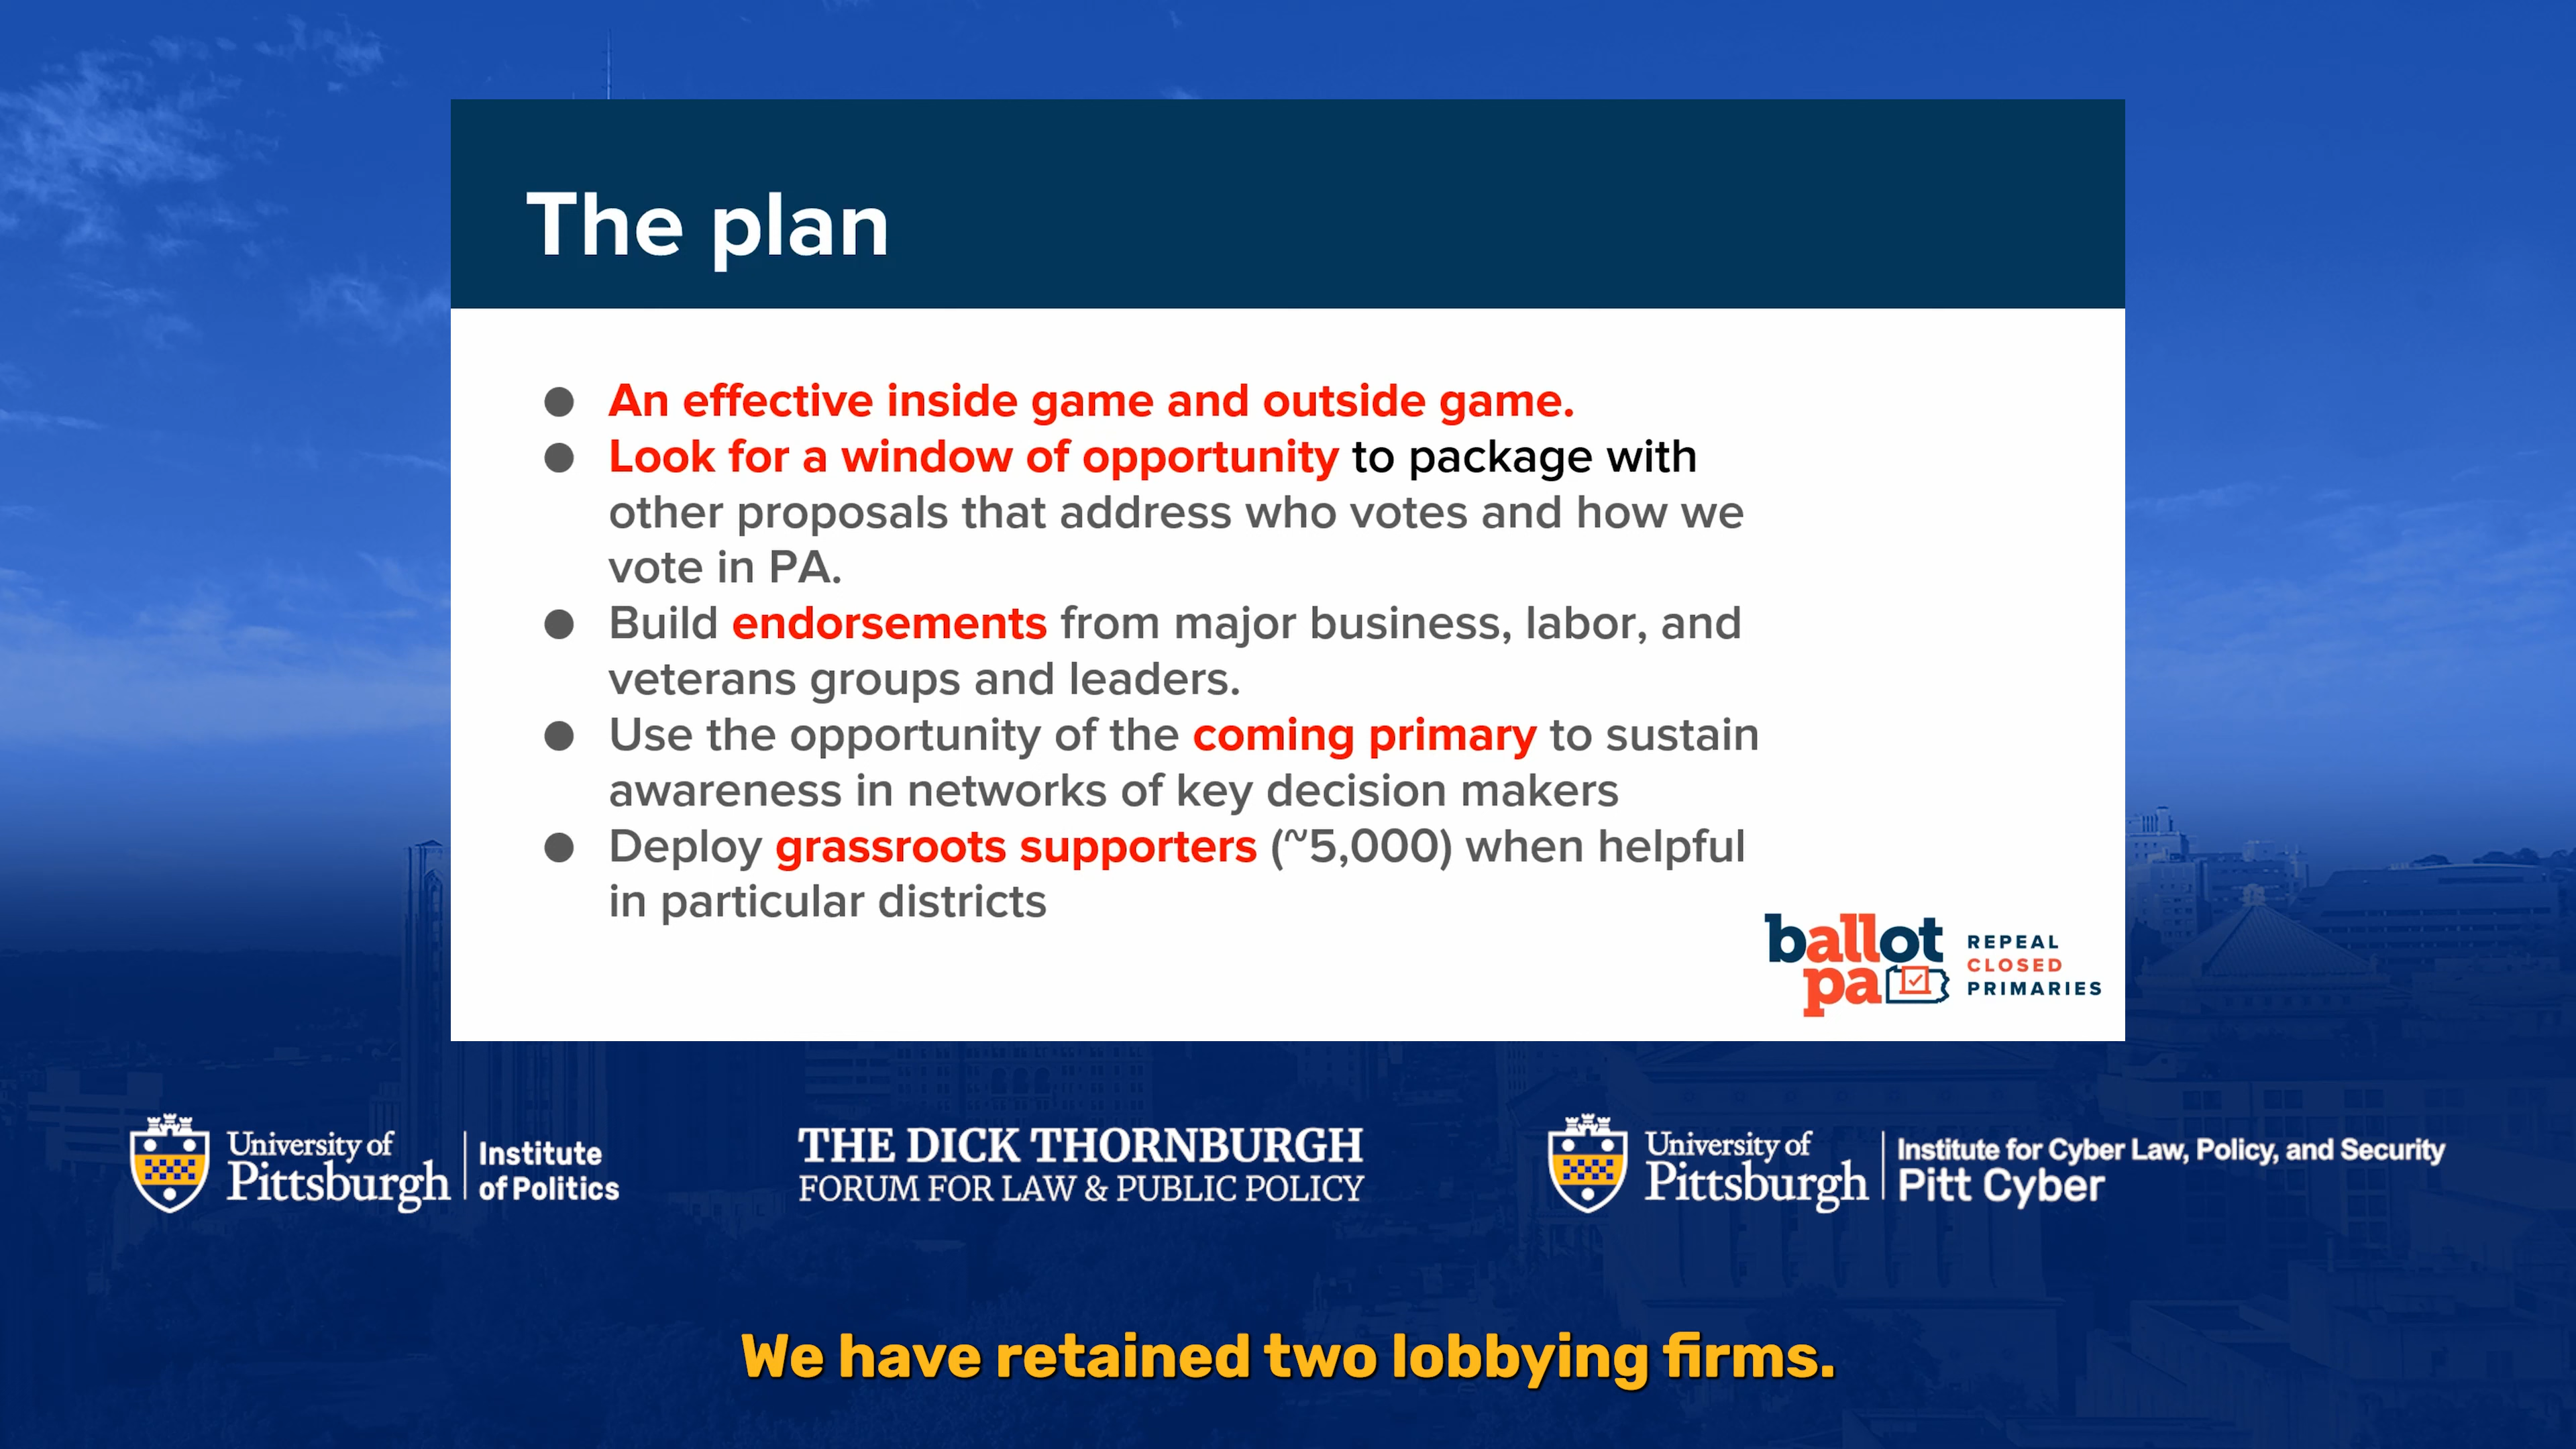 The plan
● An effective inside game and outside game.
● Look for a window of opportunity to package with
other proposals that address who votes and how we
vote in PA.
● Build endorsements from major business, labor, and
veterans groups and leaders.
● Use the opportunity of the coming primary to sustain
awareness in networks of key decision makers
● Deploy grassroots supporters (~5,000) when helpful
in particular districts
ballot
pa
REPEAL
CLOSED
PRIMARIES
University of
Pittsburgh
Institute
of Politics
THE DICK THORNBURGH
FORUM FOR LAW & PUBLIC POLICY
University of
Pittsburgh
Institute for Cyber Law, Policy, and Security
Pitt Cyber
We have retained two lobbying firms.